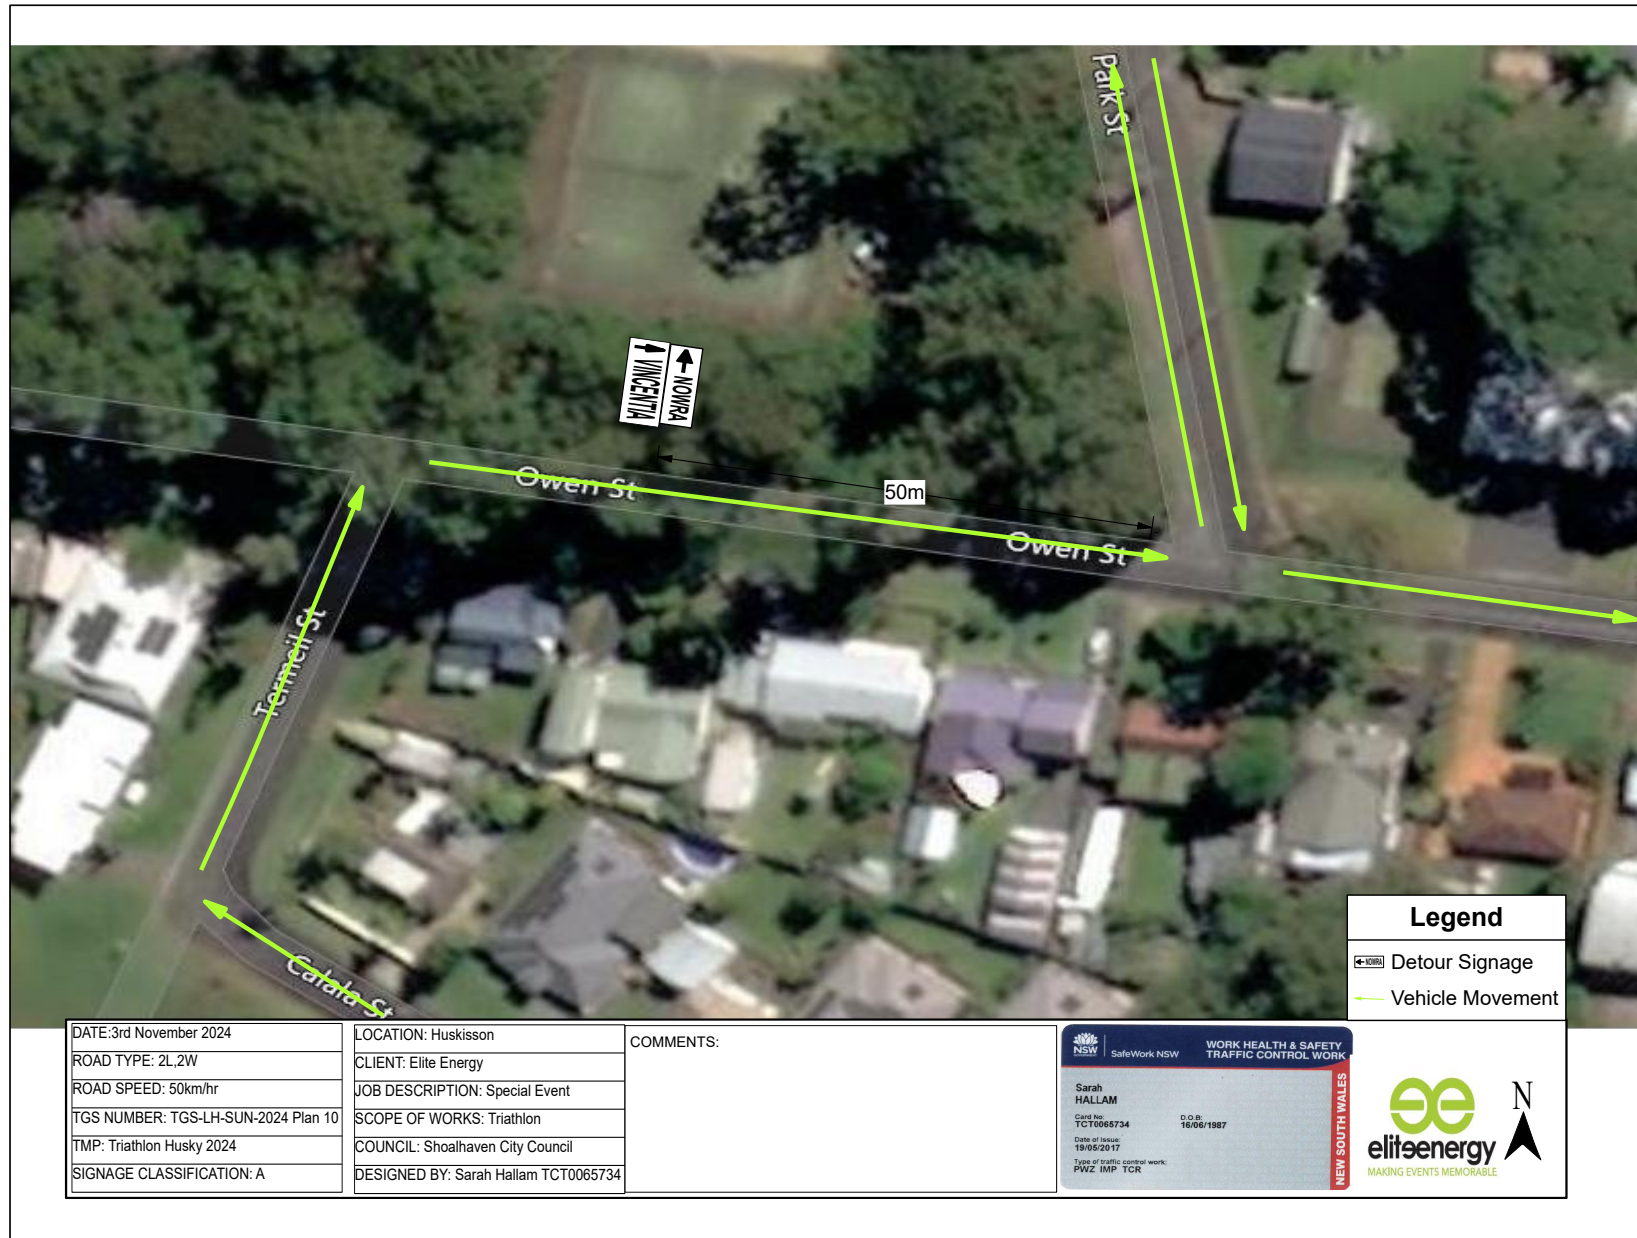 Park St
VINCENTIA
NOWRA
Owen St
50m
Owen St
Termeil St
Calala St
Legend
NOWRA
Detour Signage
Vehicle Movement
DATE:3rd November 2024
ROAD TYPE: 2L,2W
ROAD SPEED: 50km/hr
TGS NUMBER: TGS-LH-SUN-2024 Plan 10
TMP: Triathlon Husky 2024
SIGNAGE CLASSIFICATION: A
LOCATION: Huskisson
CLIENT: Elite Energy
JOB DESCRIPTION: Special Event
SCOPE OF WORKS: Triathlon
COUNCIL: Shoalhaven City Council
DESIGNED BY: Sarah Hallam TCT0065734
COMMENTS:
NSW
GOVERNMENT
SafeWork NSW
WORK HEALTH & SAFETY
TRAFFIC CONTROL WORK
Sarah
HALLAM
Card No:
TCT0065734
D.O.B:
16/06/1987
Date of issue:
19/05/2017
Type of traffic control work:
PWZ IMP TCR
NEW SOUTH WALES
eliteenergy
MAKING EVENTS MEMORABLE
N